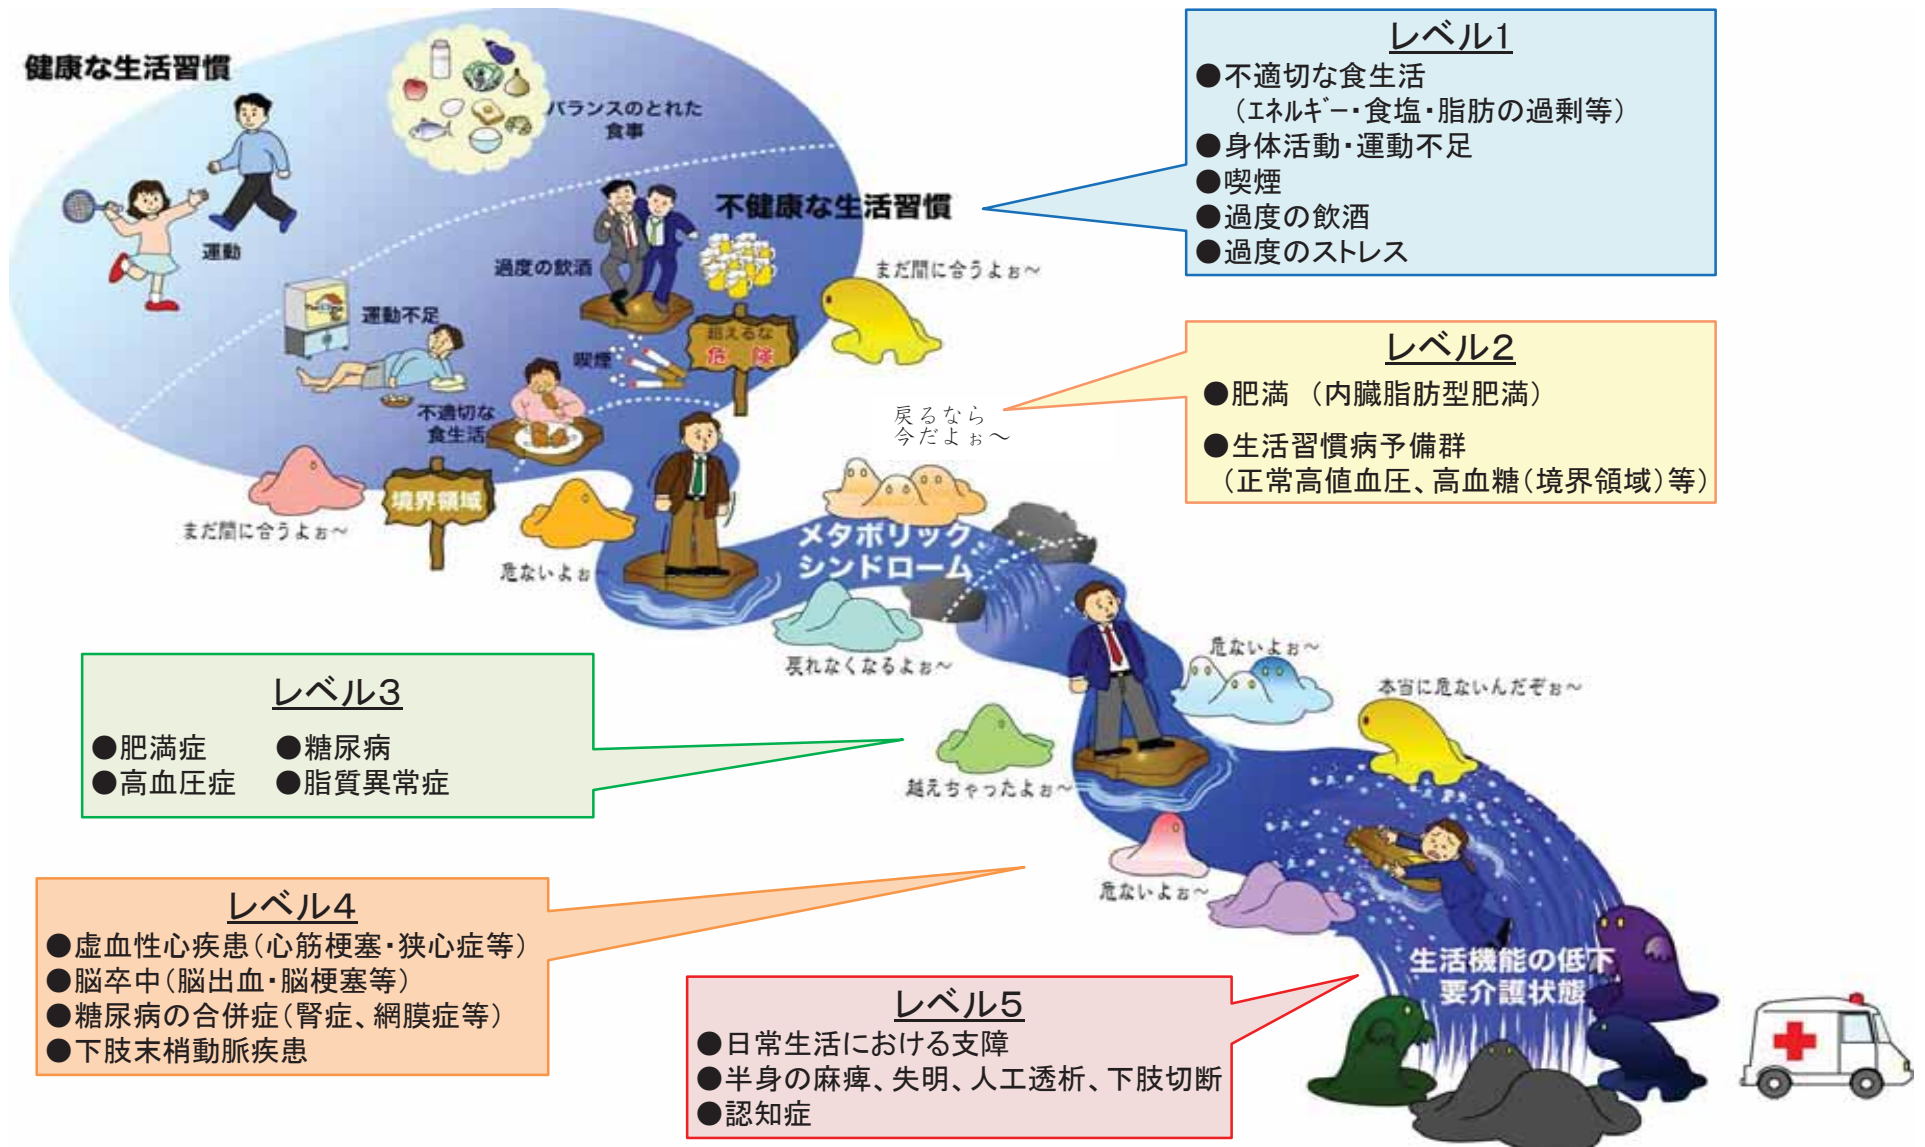 健康な生活習慣
バランスのとれた
食事
運動
不健康な生活習慣
過度の飲酒
まだ間に合うよぉ～
運動不足
喫煙
超えるな
危険
不適切な
食生活
境界領域
まだ間に合うよぉ～
危ないよぉ～
戻るなら
今だよぉ～
メタボリック
シンドローム
戻れなくなるよぉ～
危ないよぉ～
本当に危ないんだぞぉ～
越えちゃったよぉ～
危ないよぉ～
生活機能の低下
要介護状態
レベル1
●不適切な食生活
（ｴﾈﾙｷﾞｰ・食塩・脂肪の過剰等）
●身体活動・運動不足
●喫煙
●過度の飲酒
●過度のストレス
レベル2
●肥満　（内臓脂肪型肥満）
●生活習慣病予備群
（正常高値血圧、高血糖（境界領域）等）
レベル3
●肥満症　●糖尿病
●高血圧症　●脂質異常症
レベル4
●虚血性心疾患（心筋梗塞・狭心症等）
●脳卒中（脳出血・脳梗塞等）
●糖尿病の合併症（腎症、網膜症等）
●下肢末梢動脈疾患
レベル5
●日常生活における支障
●半身の麻痺、失明、人工透析、下肢切断
●認知症